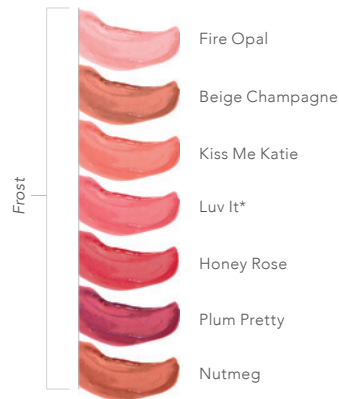 Frost
Fire Opal
Beige Champagne
Kiss Me Katie
Luv It*
Honey Rose
Plum Pretty
Nutmeg